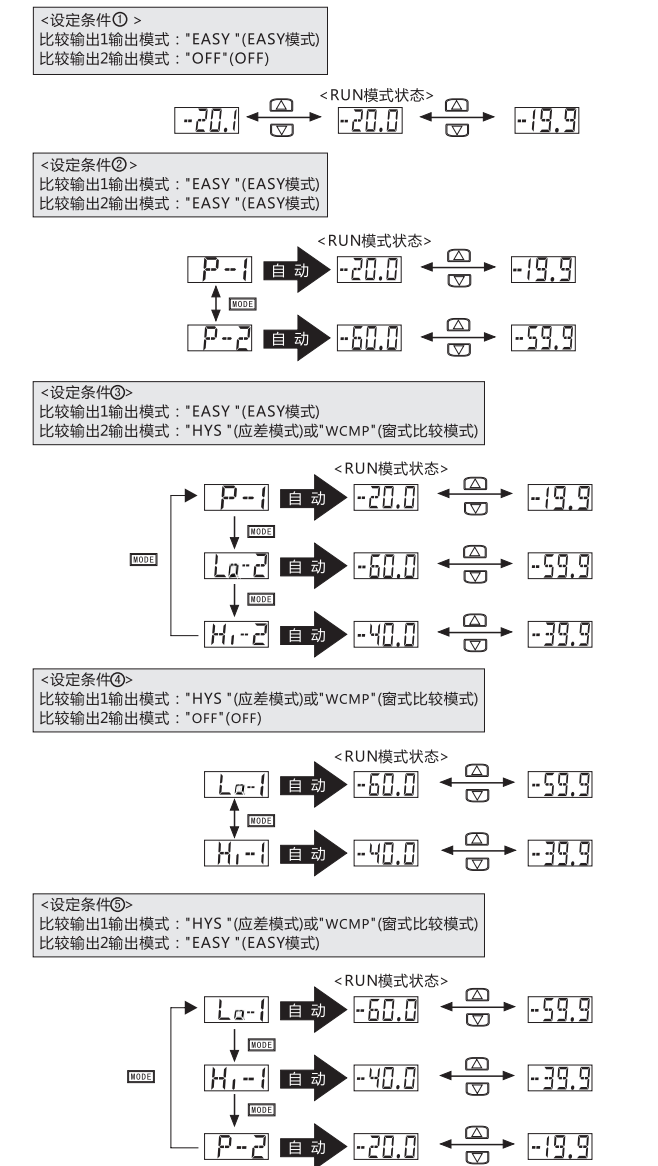 <设定条件① >
比较输出1输出模式："EASY "(EASY模式)
比较输出2输出模式："OFF"(OFF)
<RUN模式状态>
-20.1 -20.0 -19.9
<设定条件②>
比较输出1输出模式："EASY "(EASY模式)
比较输出2输出模式："EASY "(EASY模式)
<RUN模式状态>
P-1 自动 -20.0 -19.9
MODE
P-2 自动 -60.0 -59.9
<设定条件③>
比较输出1输出模式："EASY "(EASY模式)
比较输出2输出模式："HYS "(应差模式)或"WCMP"(窗式比较模式)
<RUN模式状态>
P-1 自动 -20.0 -19.9
MODE
MODE
Lo-2 自动 -60.0 -59.9
MODE
Hi-2 自动 -40.0 -39.9
<设定条件④>
比较输出1输出模式："HYS "(应差模式)或"WCMP"(窗式比较模式)
比较输出2输出模式："OFF"(OFF)
<RUN模式状态>
Lo-1 自动 -60.0 -59.9
MODE
Hi-1 自动 -40.0 -39.9
<设定条件⑤>
比较输出1输出模式："HYS "(应差模式)或"WCMP"(窗式比较模式)
比较输出2输出模式："EASY "(EASY模式)
<RUN模式状态>
Lo-1 自动 -60.0 -59.9
MODE
MODE
Hi-1 自动 -40.0 -39.9
MODE
P-2 自动 -20.0 -19.9